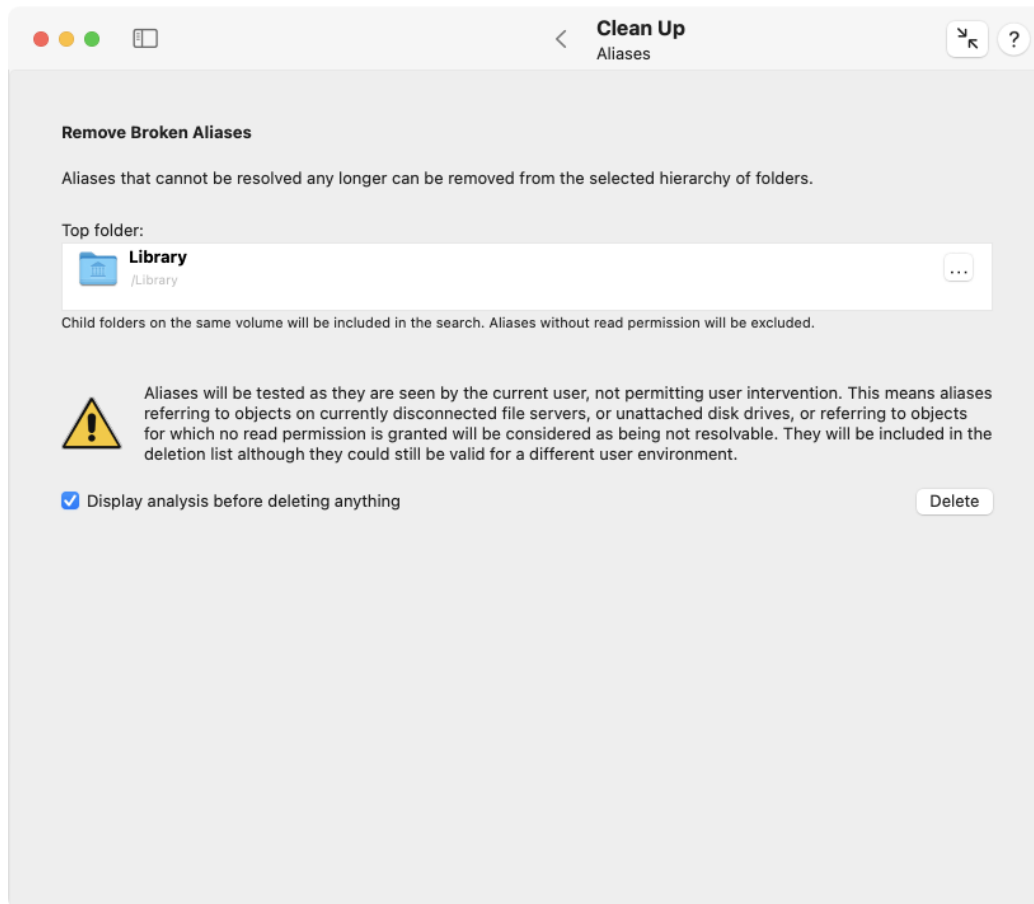 Clean Up
Aliases
?
Remove Broken Aliases
Aliases that cannot be resolved any longer can be removed from the selected hierarchy of folders.
Top folder:
Library
/Library
...
Child folders on the same volume will be included in the search. Aliases without read permission will be excluded.
Aliases will be tested as they are seen by the current user, not permitting user intervention. This means aliases
referring to objects on currently disconnected file servers, or unattached disk drives, or referring to objects
for which no read permission is granted will be considered as being not resolvable. They will be included in the
deletion list although they could still be valid for a different user environment.
Display analysis before deleting anything
Delete